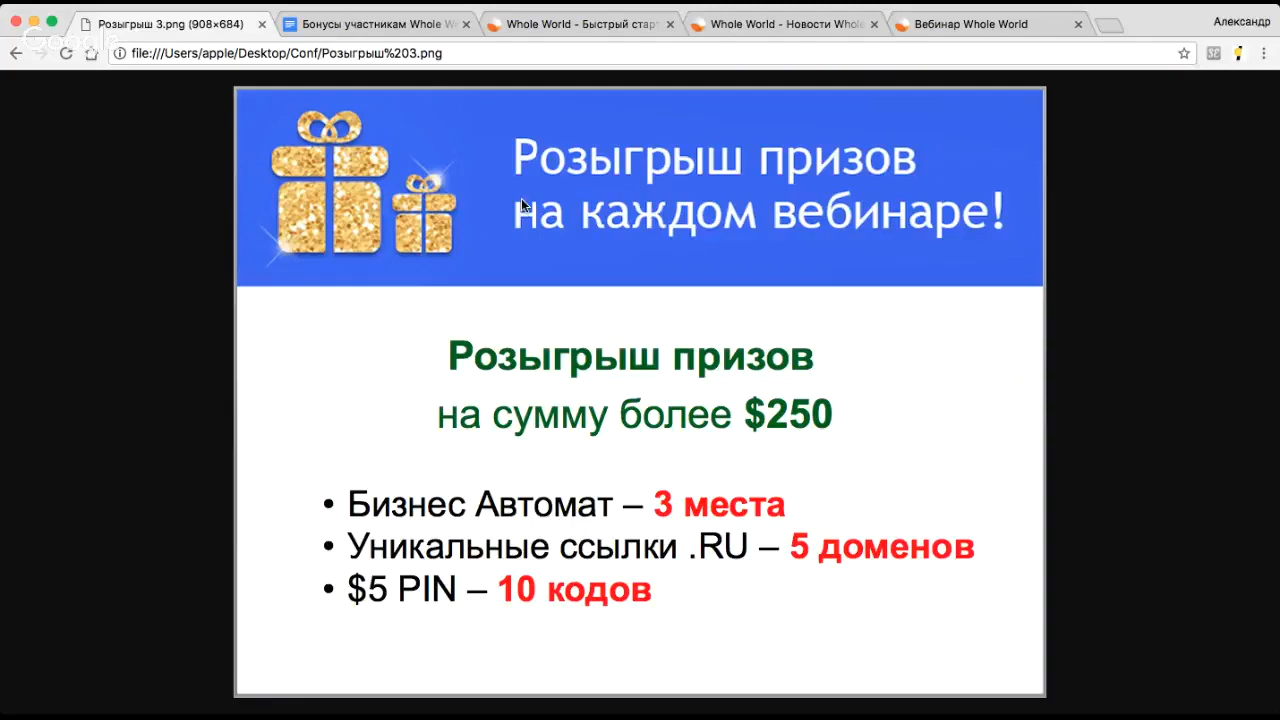 Розыгрыш 3.png (908×684)
Бонусы участникам Whole W
Whole World - Быстрый стар
Whole World - Новости Whole
Вебинар Whole World
Александр
Google
file:///Users/apple/Desktop/Conf/Розыгрыш%203.png
Розыгрыш призов
на каждом вебинаре!
Розыгрыш призов
на сумму более $250
• Бизнес Автомат – 3 места
• Уникальные ссылки .RU – 5 доменов
• $5 PIN – 10 кодов